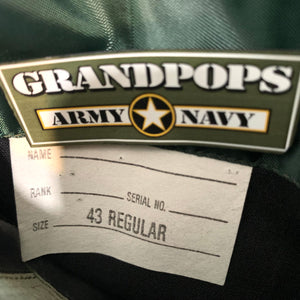 GRANDPOPS
ARMY NAVY
NAME
RANK SERIAL NO.
SIZE 43 REGULAR